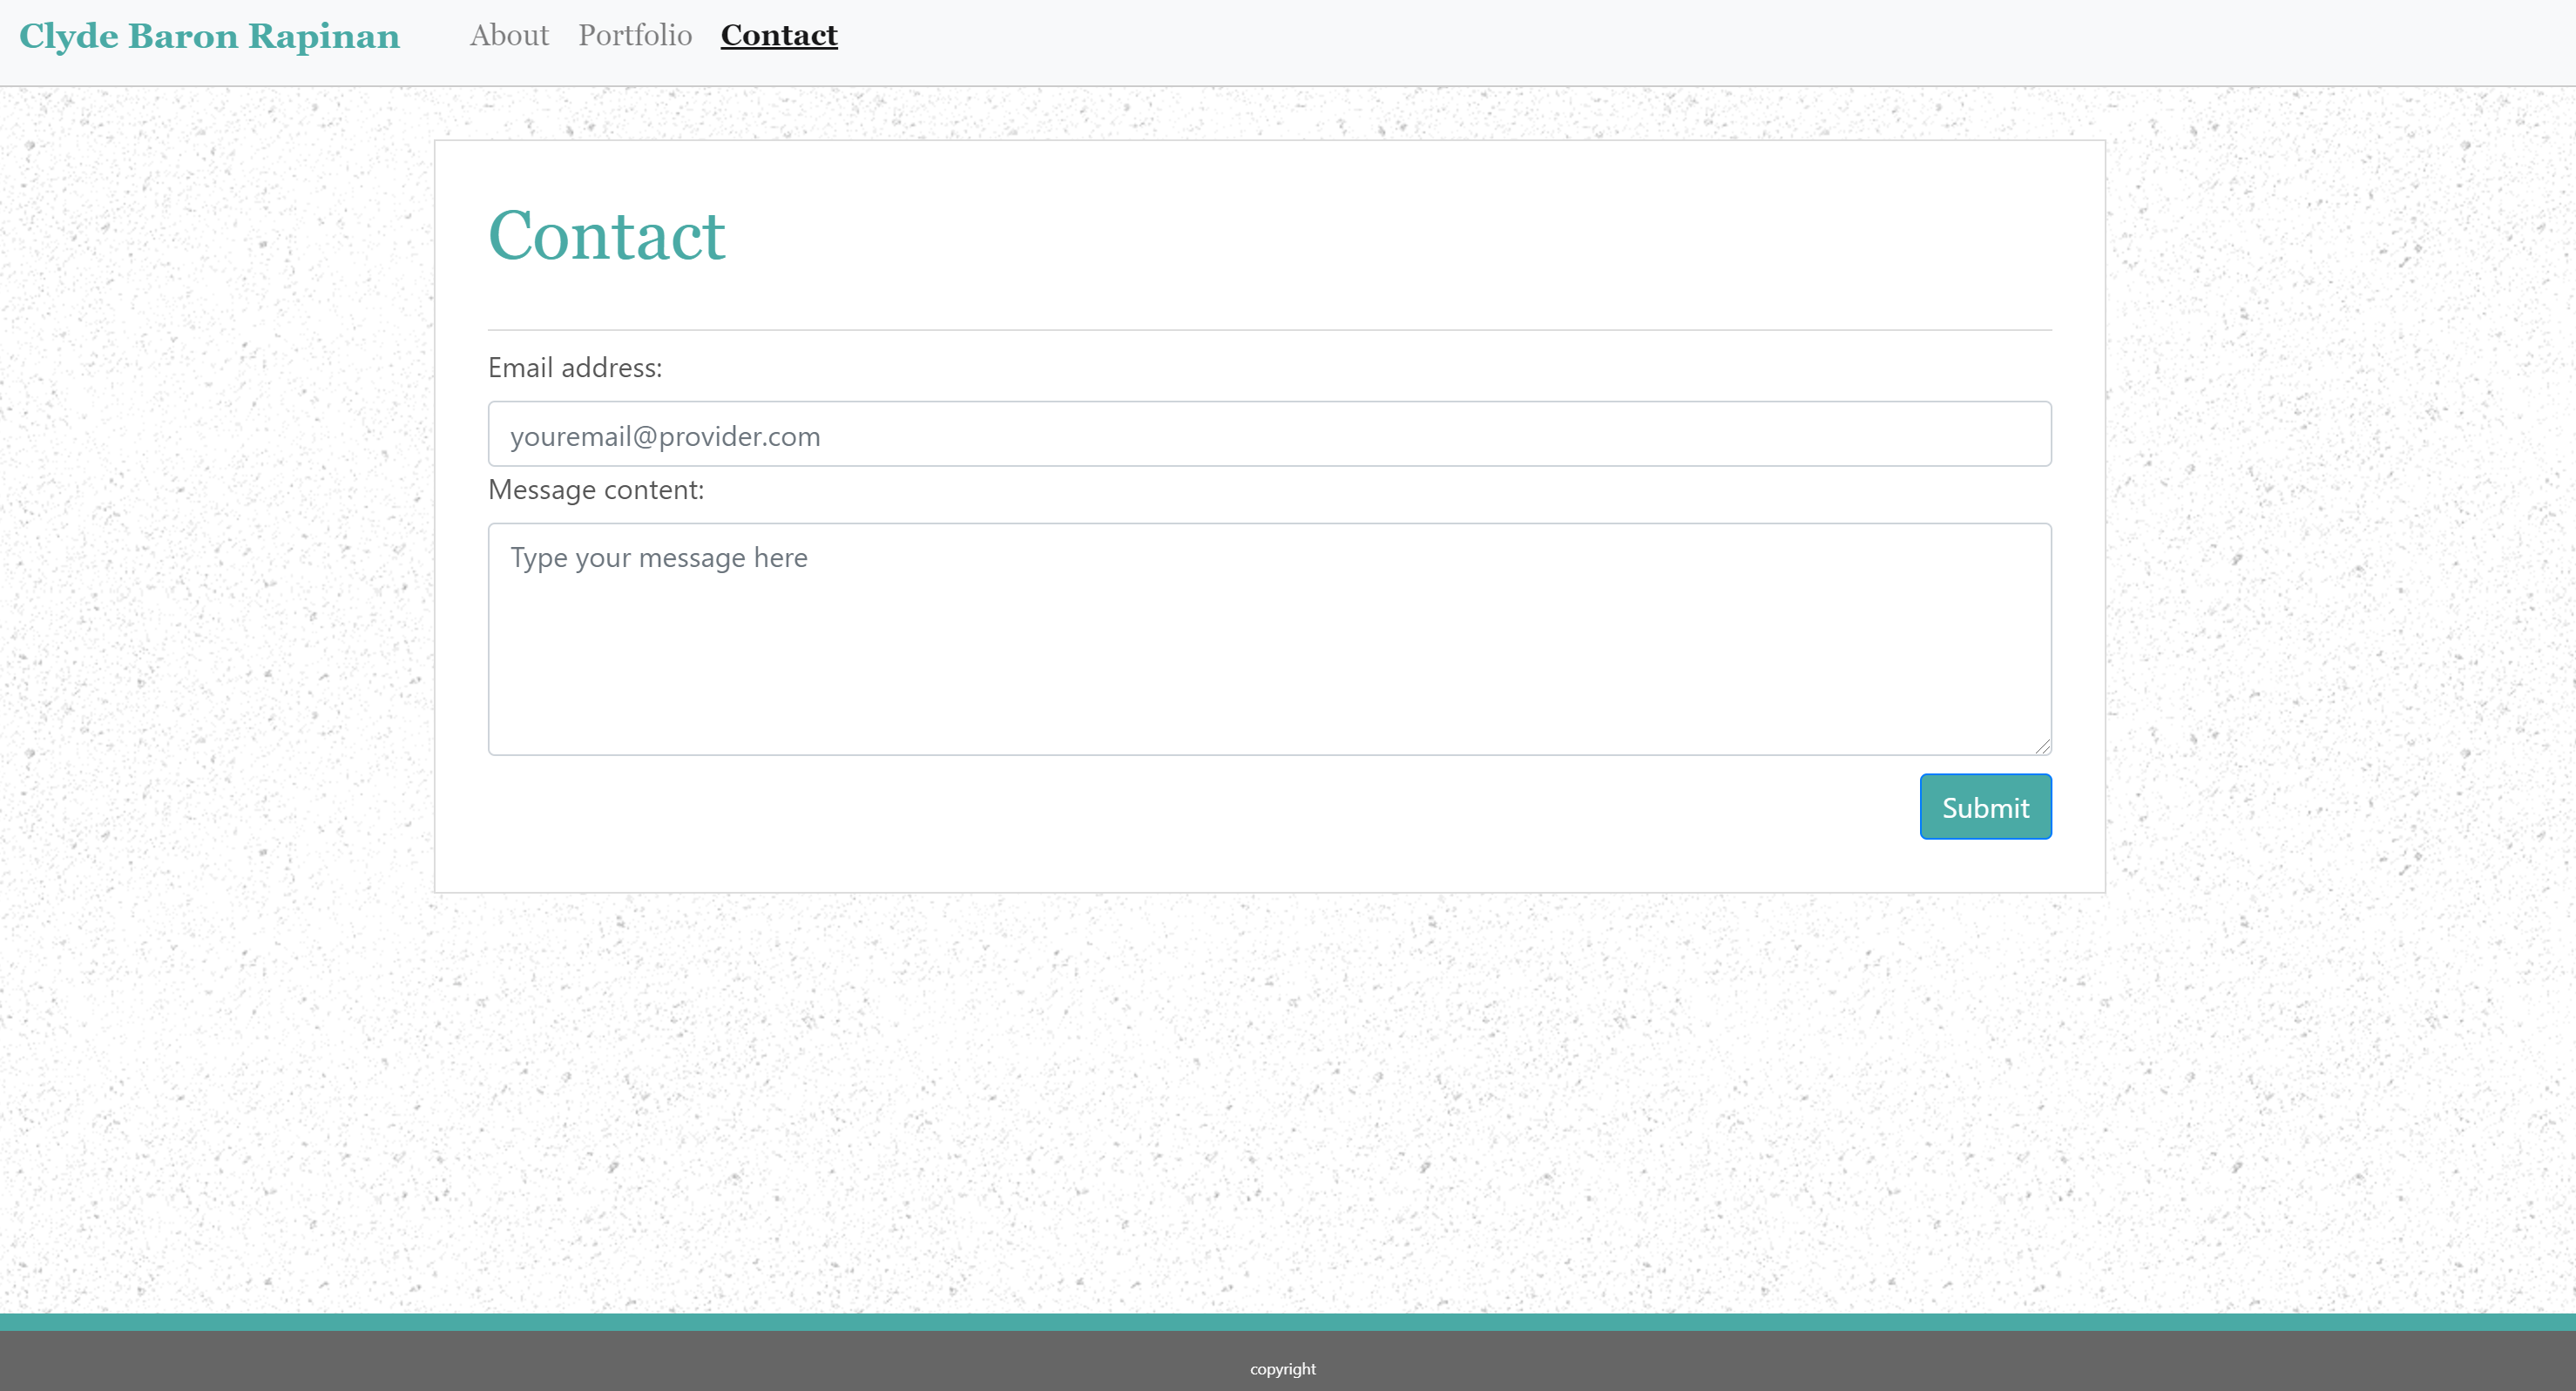 Clyde Baron Rapinan About Portfolio Contact
Contact
Email address:
youremail@provider.com
Message content:
Type your message here
Submit
copyright